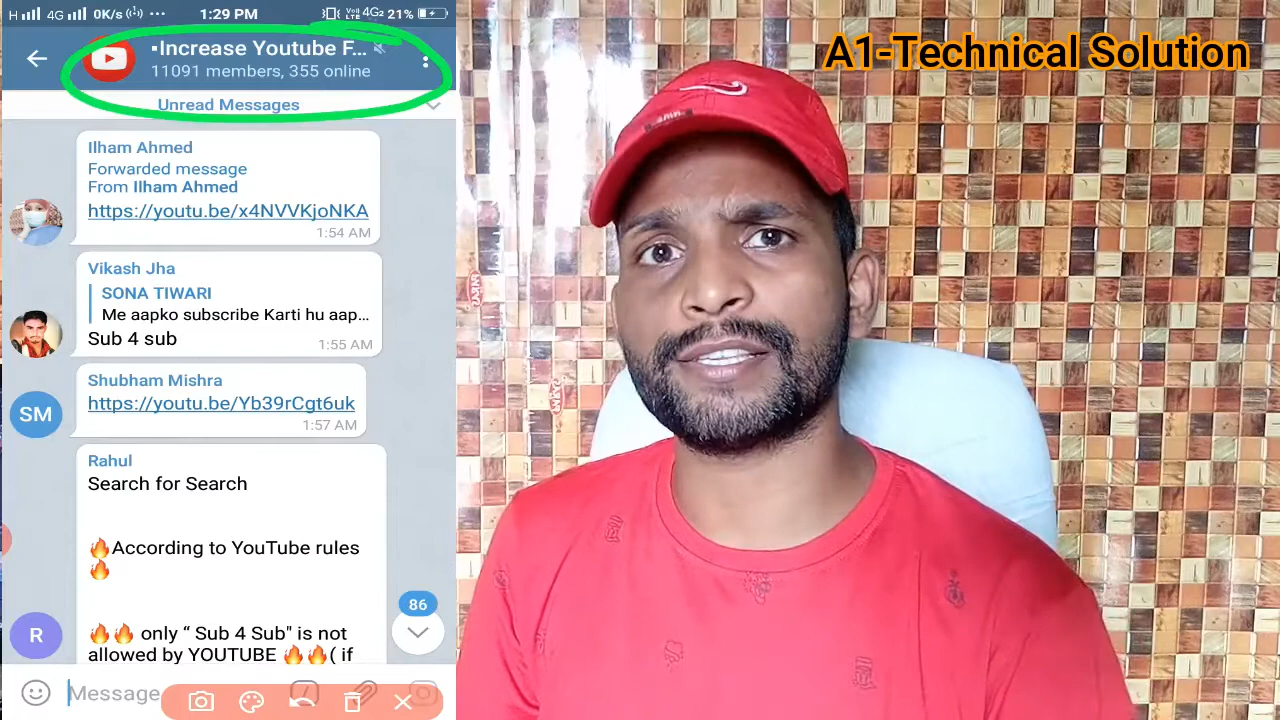 H 4G 0K/s ... 1:29 PM VoD LTE 4G2 21%
A1-Technical Solution
▪Increase Youtube F...
11091 members, 355 online
Unread Messages
Ilham Ahmed
Forwarded message
From Ilham Ahmed
https://youtu.be/x4NVVKjoNKA
1:54 AM
Vikash Jha
SONA TIWARI
Me aapko subscribe Karti hu aap...
Sub 4 sub
1:55 AM
Shubham Mishra
SM
https://youtu.be/Yb39rCgt6uk
1:57 AM
Rahul
Search for Search
🔥According to YouTube rules
🔥
86
R
🔥🔥 only “ Sub 4 Sub" is not
allowed by YOUTUBE 🔥🔥( if
Message